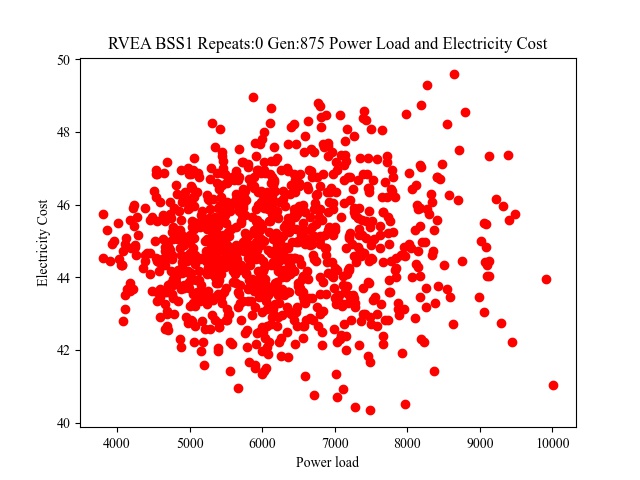 RVEA BSS1 Repeats:0 Gen:875 Power Load and Electricity Cost
50
48
46
44
42
40
Electricity Cost
4000 5000 6000 7000 8000 9000 10000
Power load